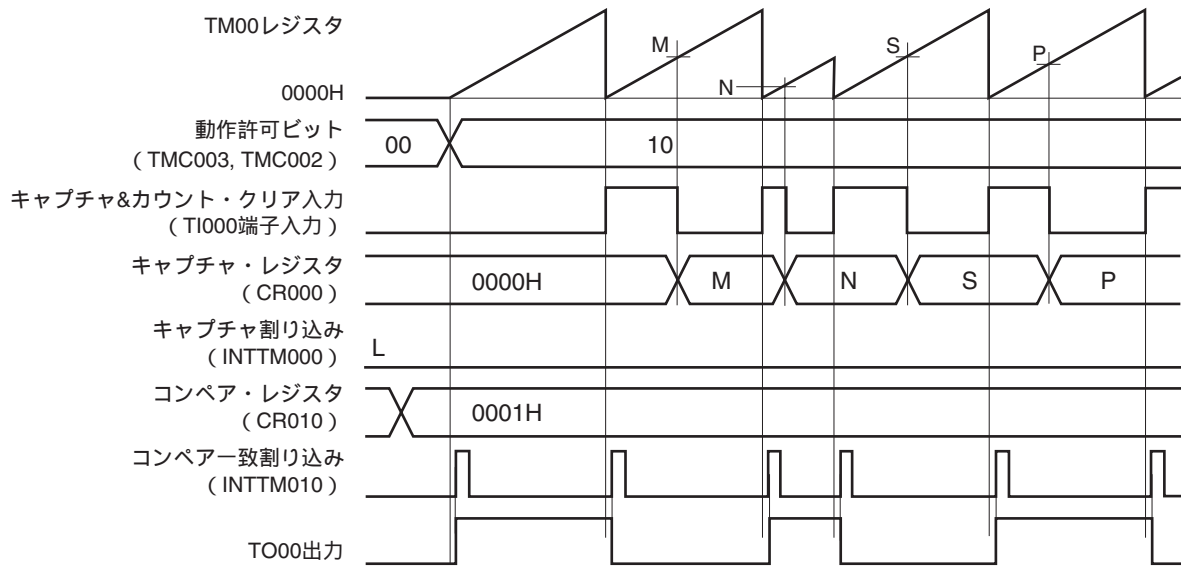 TM00レジスタ
M
S
P
N
0000H
動作許可ビット
（TMC003, TMC002）
00
10
キャプチャ&カウント・クリア入力
（TI000端子入力）
キャプチャ・レジスタ
（CR000）
0000H
M
N
S
P
キャプチャ割り込み
（INTTM000）
L
コンペア・レジスタ
（CR010）
0001H
コンペア一致割り込み
（INTTM010）
TO00出力